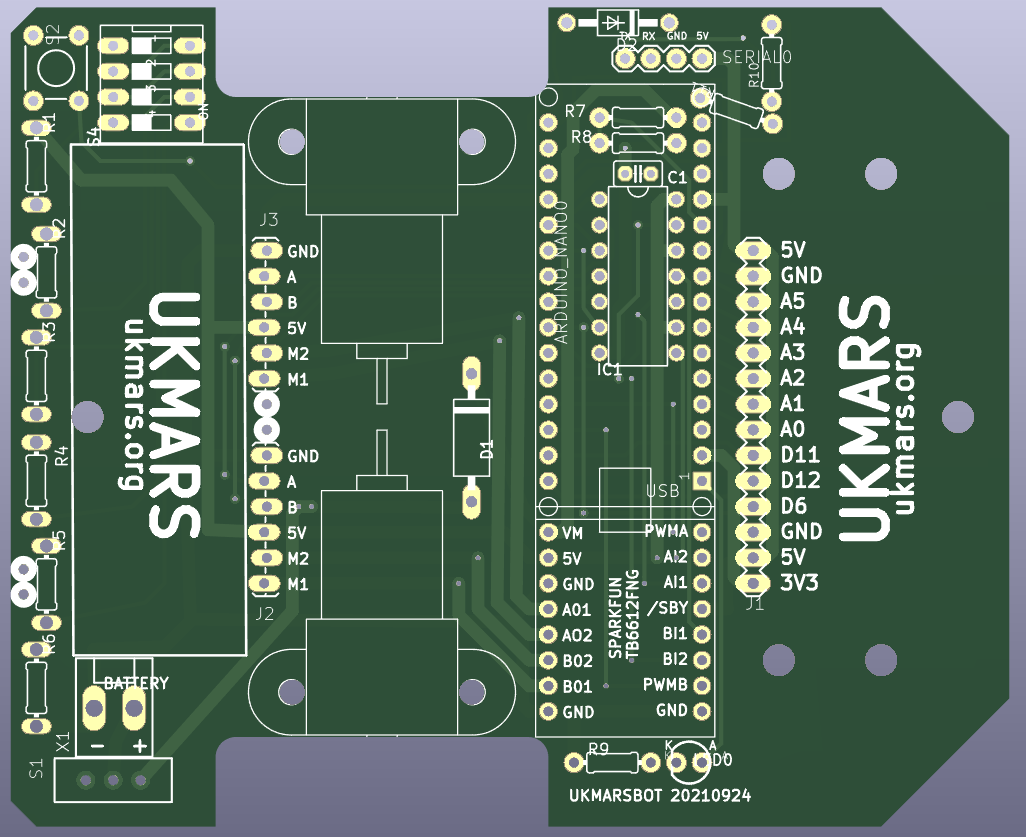 S2
1
2
3
4
ON
S4
R1
R2
R3
R4
R5
R6
UKMARS
ukmars.org
J3
GND
A
B
5V
M2
M1
GND
A
B
5V
M2
M1
J2
BATTERY
- +
X1
S1
D1
D2
TX RX GND 5V
SERIAL0
R10
R7
R8
C1
ARDUINO_NANO0
IC1
USB
1
VM
5V
GND
A01
AO2
B02
B01
GND
SPARKFUN
TB6612FNG
PWMA
AI2
AI1
/SBY
BI1
BI2
PWMB
GND
5V
GND
A5
A4
A3
A2
A1
A0
D11
D12
D6
GND
5V
3V3
J1
UKMARS
ukmars.org
R9
K A
UKMARSBOT 20210924